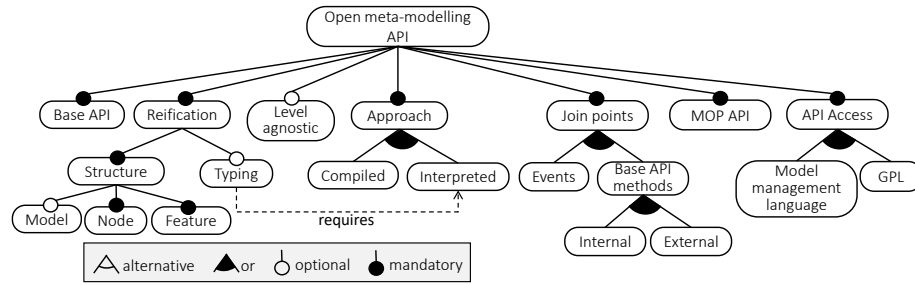 Open meta-modelling
API
Base API
Reification
Level
agnostic
Approach
Join points
MOP API
API Access
Structure
Typing
Compiled
Interpreted
Events
Base API
methods
Model
management
language
GPL
Model
Node
Feature
requires
Internal
External
alternative
or
optional
mandatory